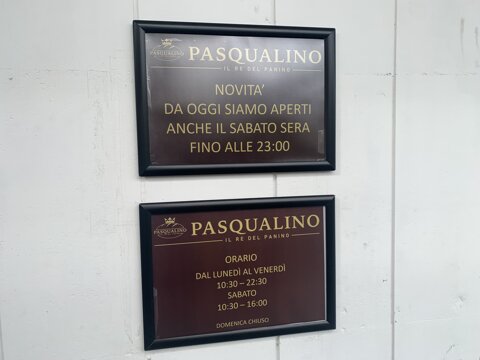 PASQUALINO
PASQUALINO
IL RE DEL PANINO
NOVITA'
DA OGGI SIAMO APERTI
ANCHE IL SABATO SERA
FINO ALLE 23:00
PASQUALINO
PASQUALINO
IL RE DEL PANINO
ORARIO
DAL LUNEDÌ AL VENERDÌ
10:30 – 22:30
SABATO
10:30 – 16:00
DOMENICA CHIUSO